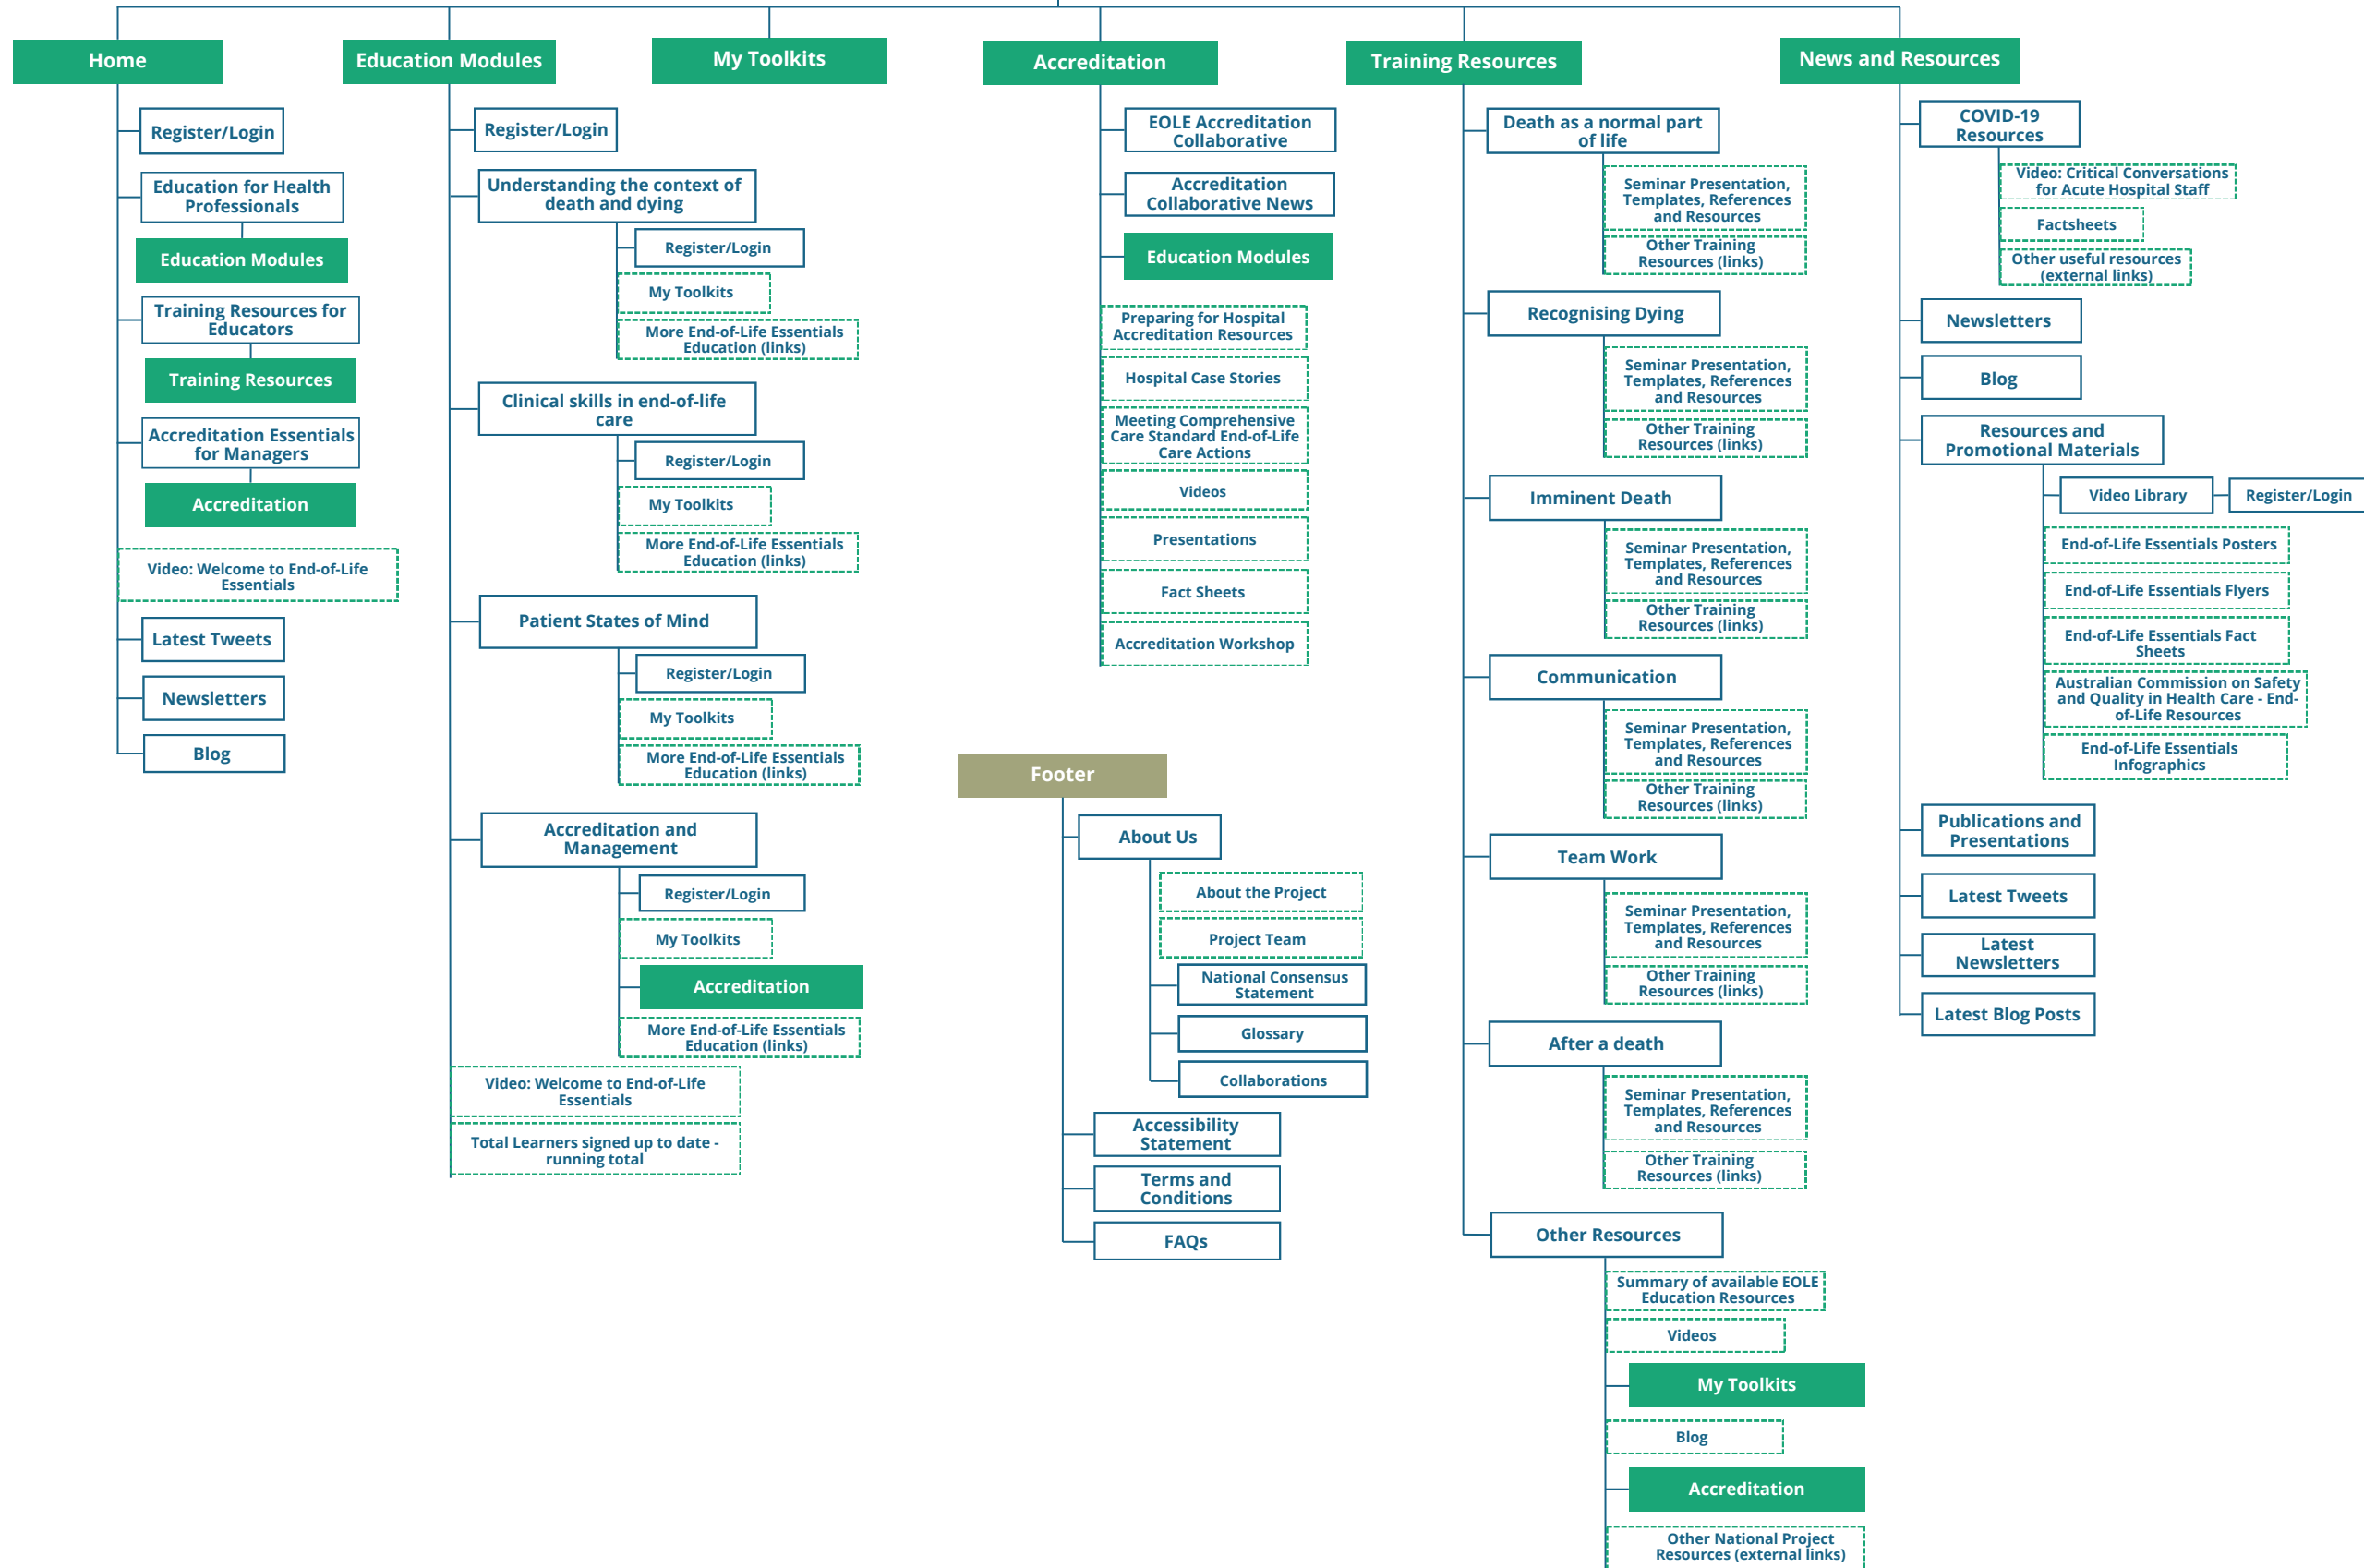 Home
Register/Login
Education for Health
Professionals
Education Modules
Training Resources for
Educators
Training Resources
Accreditation Essentials
for Managers
Accreditation
Video: Welcome to End-of-Life
Essentials
Latest Tweets
Newsletters
Blog
Education Modules
Register/Login
Understanding the context of
death and dying
Register/Login
My Toolkits
More End-of-Life Essentials
Education (links)
Clinical skills in end-of-life
care
Register/Login
My Toolkits
More End-of-Life Essentials
Education (links)
Patient States of Mind
Register/Login
My Toolkits
More End-of-Life Essentials
Education (links)
Accreditation and
Management
Register/Login
My Toolkits
Accreditation
More End-of-Life Essentials
Education (links)
Video: Welcome to End-of-Life
Essentials
Total Learners signed up to date -
running total
My Toolkits
Accreditation
EOLE Accreditation
Collaborative
Accreditation
Collaborative News
Education Modules
Preparing for Hospital
Accreditation Resources
Hospital Case Stories
Meeting Comprehensive
Care Standard End-of-Life
Care Actions
Videos
Presentations
Fact Sheets
Accreditation Workshop
Footer
About Us
About the Project
Project Team
National Consensus
Statement
Glossary
Collaborations
Accessibility
Statement
Terms and
Conditions
FAQs
Training Resources
Death as a normal part
of life
Seminar Presentation,
Templates, References
and Resources
Other Training
Resources (links)
Recognising Dying
Seminar Presentation,
Templates, References
and Resources
Other Training
Resources (links)
Imminent Death
Seminar Presentation,
Templates, References
and Resources
Other Training
Resources (links)
Communication
Seminar Presentation,
Templates, References
and Resources
Other Training
Resources (links)
Team Work
Seminar Presentation,
Templates, References
and Resources
Other Training
Resources (links)
After a death
Seminar Presentation,
Templates, References
and Resources
Other Training
Resources (links)
Other Resources
Summary of available EOLE
Education Resources
Videos
My Toolkits
Blog
Accreditation
Other National Project
Resources (external links)
News and Resources
COVID-19
Resources
Video: Critical Conversations
for Acute Hospital Staff
Factsheets
Other useful resources
(external links)
Newsletters
Blog
Resources and
Promotional Materials
Video Library
Register/Login
End-of-Life Essentials Posters
End-of-Life Essentials Flyers
End-of-Life Essentials Fact
Sheets
Australian Commission on Safety
and Quality in Health Care - End-
of-Life Resources
End-of-Life Essentials
Infographics
Publications and
Presentations
Latest Tweets
Latest
Newsletters
Latest Blog Posts